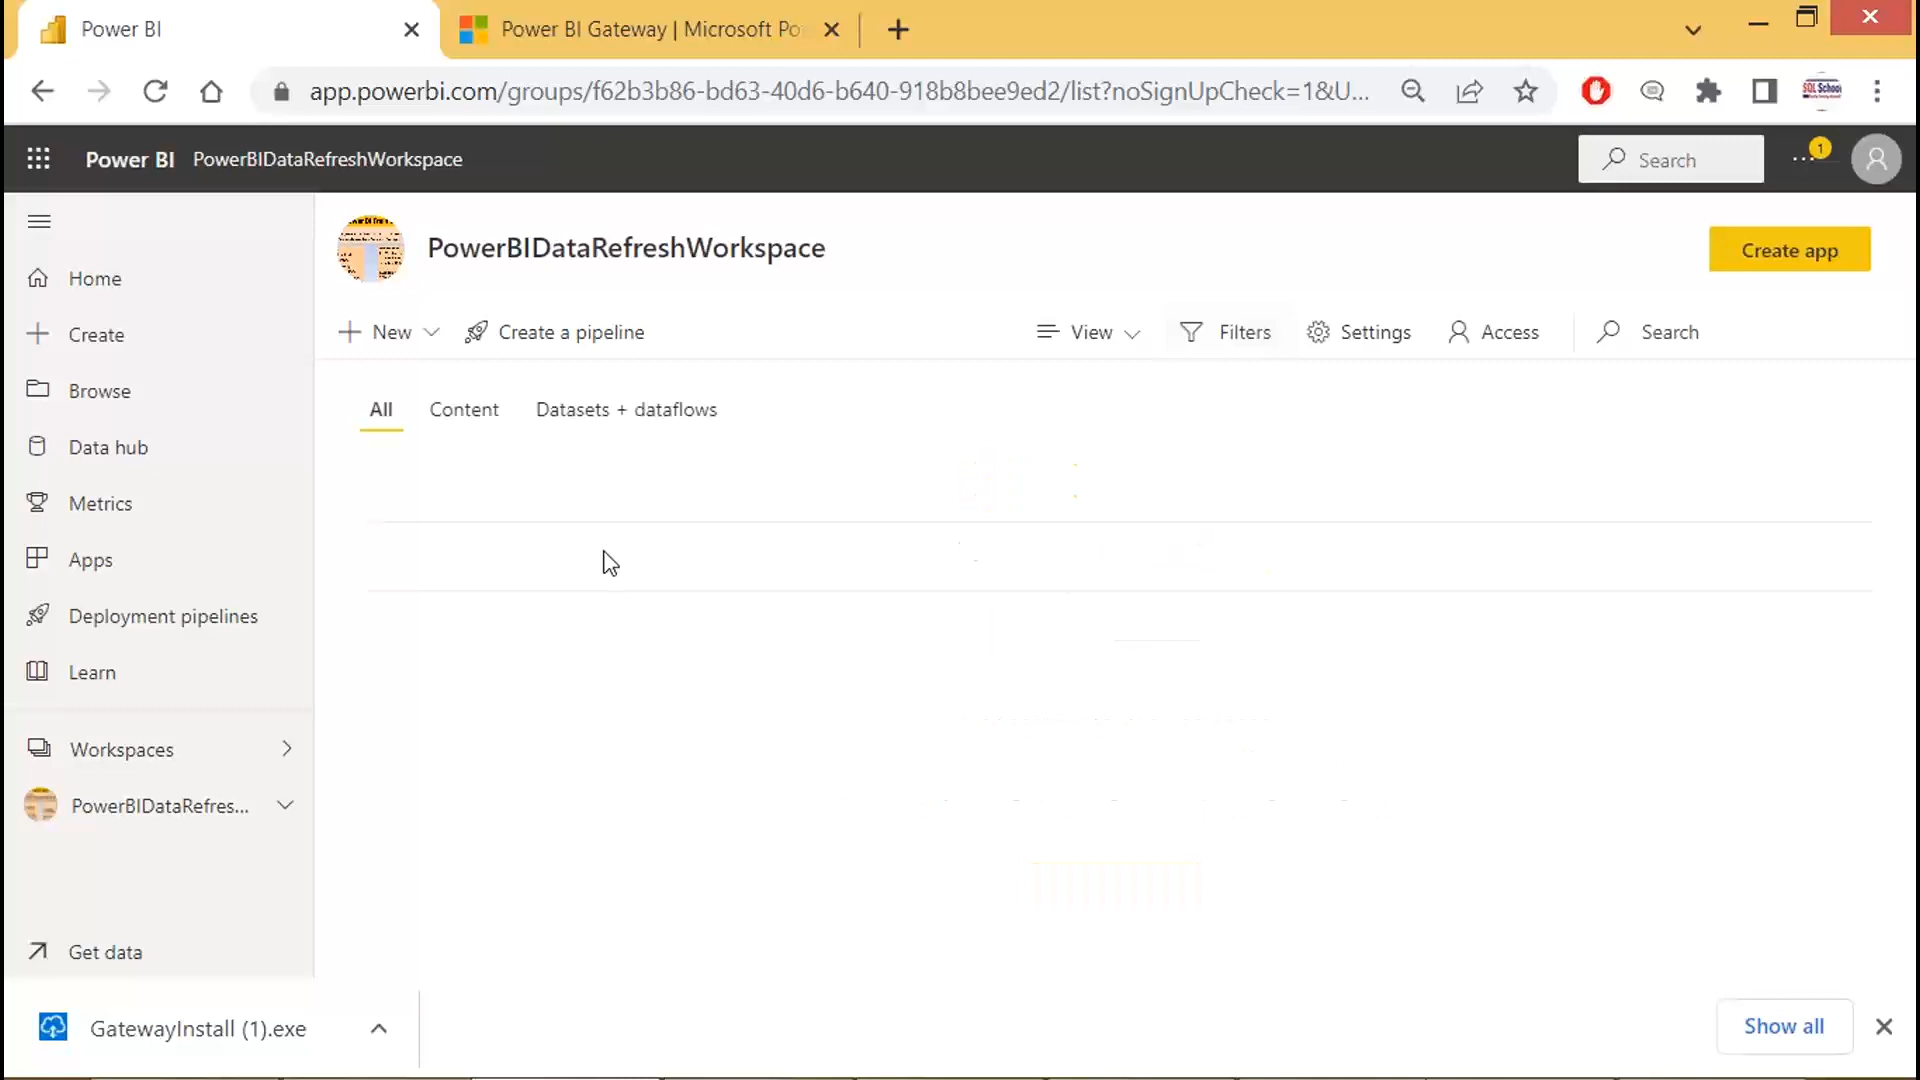 Power BI
Power BI Gateway | Microsoft Po
app.powerbi.com/groups/f62b3b86-bd63-40d6-b640-918b8bee9ed2/list?noSignUpCheck=1&U...
SQL School
Power BI PowerBIDataRefreshWorkspace
Search
1
PowerBIDataRefreshWorkspace
Create app
New
Create a pipeline
View
Filters
Settings
Access
Search
All
Content
Datasets + dataflows
Home
Create
Browse
Data hub
Metrics
Apps
Deployment pipelines
Learn
Workspaces
PowerBIDataRefres...
Get data
GatewayInstall (1).exe
Show all